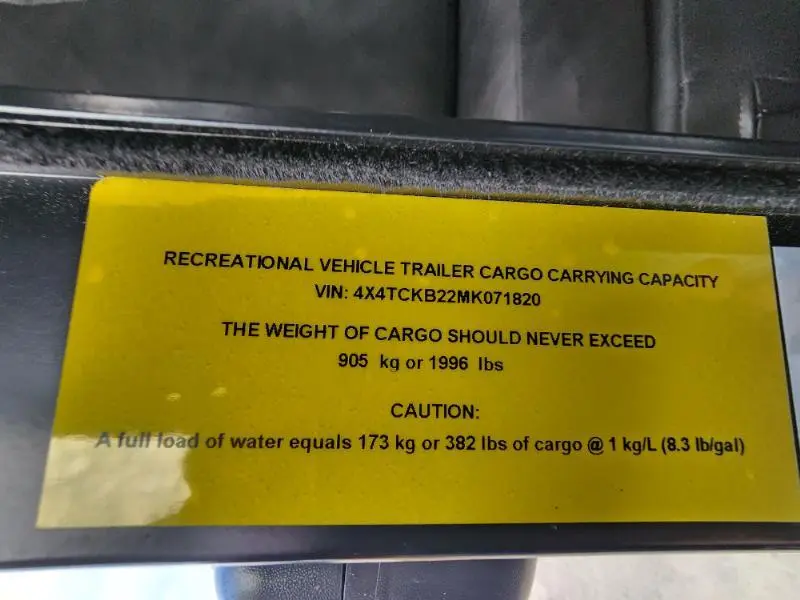 RECREATIONAL VEHICLE TRAILER CARGO CARRYING CAPACITY
VIN: 4X4TCKB22MK071820
THE WEIGHT OF CARGO SHOULD NEVER EXCEED
905 kg or 1996 lbs
CAUTION:
A full load of water equals 173 kg or 382 lbs of cargo @ 1 kg/L (8.3 lb/gal)